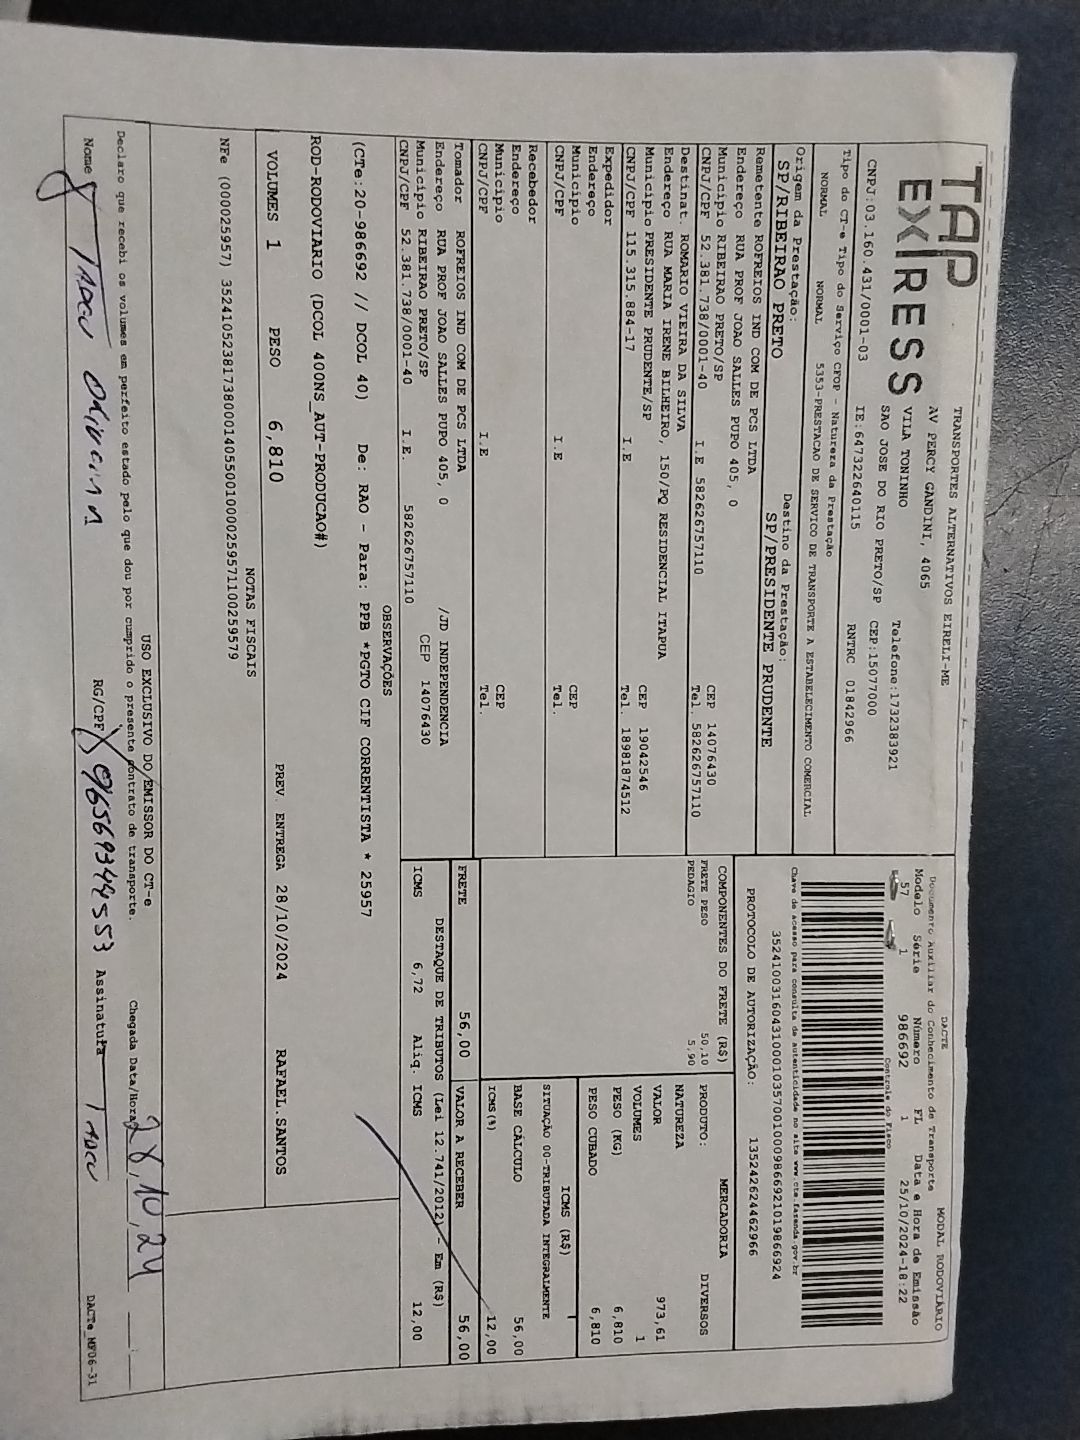 TAP EXPRESS
TRANSPORTES ALTERNATIVOS EIRELI-ME
AV PERCY GANDINI, 4065
VILA TONINHO Telefone:1732383921
SAO JOSE DO RIO PRETO/SP CEP:15077000
CNPJ:03.160.431/0001-03 IE:647322640115 RNTRC 01842966
DACTE MODAL RODOVIÁRIO
Documento Auxiliar do Conhecimento de Transporte
Modelo Série Número FL Data e Hora de Emissão
57 1 986692 1 25/10/2024-18:22
Controle do Fisco
Chave de acesso para consulta de autenticidade no site www.cte.fazenda.gov.br
PROTOCOLO DE AUTORIZAÇÃO: 135242624462966
Tipo do CT-e Tipo do Serviço CFOP - Natureza da Prestação
NORMAL NORMAL 5353-PRESTACAO DE SERVICO DE TRANSPORTE A ESTABELECIMENTO COMERCIAL
Origem da Prestação: Destino da Prestação:
SP/RIBEIRAO PRETO SP/PRESIDENTE PRUDENTE
Remetente ROFREIOS IND COM DE PCS LTDA
Endereço RUA PROF JOAO SALLES PUPO 405, 0
Município RIBEIRAO PRETO/SP CEP 14076430
CNPJ/CPF 52.381.738/0001-40 I.E 582626757110 Tel. 582626757110
Destinat. ROMARIO VIEIRA DA SILVA
Endereço RUA MARIA IRENE BILHEIRO, 150/PQ RESIDENCIAL ITAPUA
Município PRESIDENTE PRUDENTE/SP CEP 19042546
CNPJ/CPF 115.315.884-17 I.E Tel. 18981874512
Expedidor
Endereço
Município CEP
CNPJ/CPF I.E Tel.
Recebedor
Endereço
Município CEP
CNPJ/CPF I.E Tel.
Tomador ROFREIOS IND COM DE PCS LTDA
Endereço RUA PROF JOAO SALLES PUPO 405, 0 /JD INDEPENDENCIA
Município RIBEIRAO PRETO/SP CEP 14076430
CNPJ/CPF 52.381.738/0001-40 I.E. 582626757110
COMPONENTES DO FRETE (R$)
FRETE PESO 50,10
PEDAGIO 5,90
MERCADORIA
PRODUTO: DIVERSOS
NATUREZA
VALOR 973,61
VOLUMES 1
PESO (KG) 6,810
PESO CUBADO 6,810
ICMS (R$)
SITUAÇÃO 00-TRIBUTADA INTEGRALMENTE
BASE CÁLCULO 56,00
ICMS(%) 12,00
FRETE 56,00 VALOR A RECEBER 56,00
DESTAQUE DE TRIBUTOS (Lei 12.741/2012) - Em (R$)
ICMS 6,72 Aliq. ICMS 12,00
OBSERVAÇÕES
(CTe:20-986692 // DCOL 40) De: RAO - Para: PPB *PGTO CIF CORRENTISTA * 25957
ROD-RODOVIARIO (DCOL 400NS_AUT-PRODUCAO#)
VOLUMES 1 PESO 6,810 PREV. ENTREGA 28/10/2024 RAFAEL.SANTOS
NOTAS FISCAIS
NFe (000025957)
USO EXCLUSIVO DO EMISSOR DO CT-e
Declaro que recebi os volumes em perfeito estado pelo que dou por cumprido o presente contrato de transporte. Chegada Data/Hora 28,10,24
Nome RG/CPF Assinatura
DACTe_MP06-31